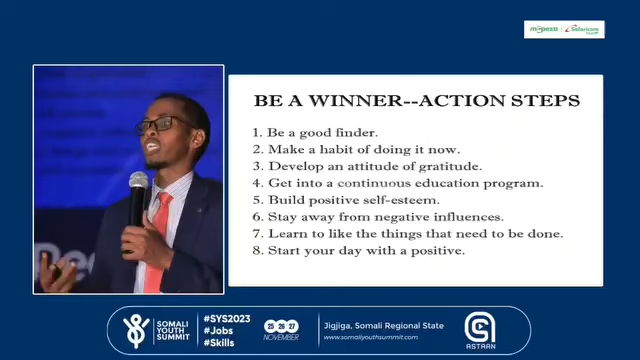 M-PESA
Safaricom
BE A WINNER--ACTION STEPS
1. Be a good finder.
2. Make a habit of doing it now.
3. Develop an attitude of gratitude.
4. Get into a continuous education program.
5. Build positive self-esteem.
6. Stay away from negative influences.
7. Learn to like the things that need to be done.
8. Start your day with a positive.
SOMALI
YOUTH
SUMMIT
#SYS2023
#Jobs
#Skills
25 26 27
NOVEMBER
Jigjiga, Somali Regional State
www.somaliyouthsummit.com
ASTRAN